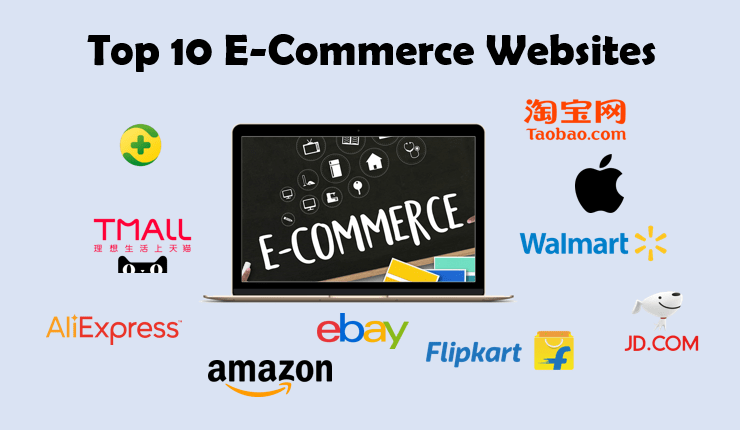 Top 10 E-Commerce Websites
淘宝网
Taobao.com
TMALL
理想生活上天猫
E-COMMERCE
Walmart
AliExpress™
ebay
Flipkart
f
JD.COM
amazon